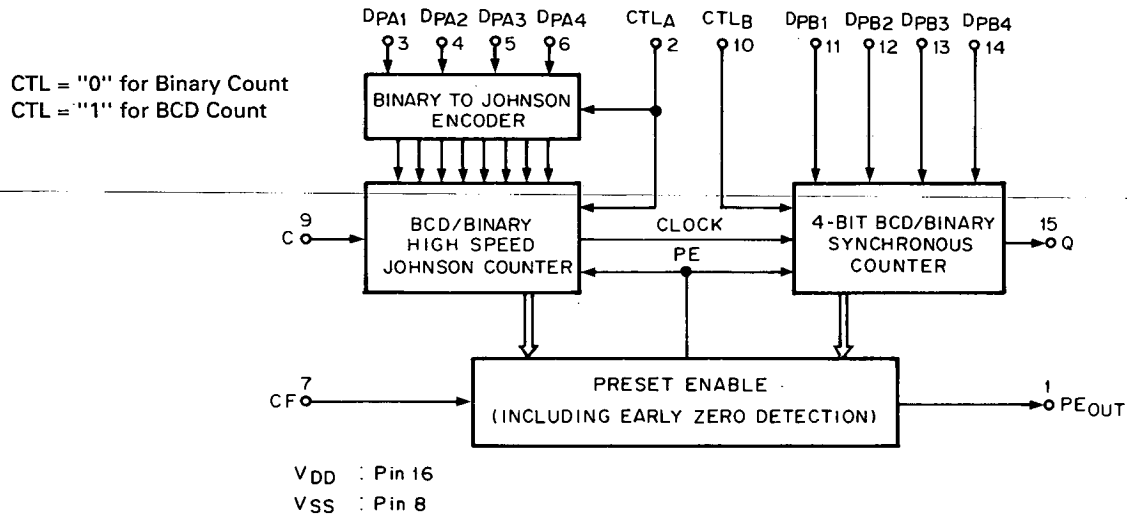 DPA1 DPA2 DPA3 DPA4 CTLA CTLB DPB1 DPB2 DPB3 DPB4
3 4 5 6 2 10 11 12 13 14
CTL = "0" for Binary Count
CTL = "1" for BCD Count
BINARY TO JOHNSON
ENCODER
C 9
BCD/BINARY
HIGH SPEED
JOHNSON COUNTER
CLOCK
PE
4-BIT BCD/BINARY
SYNCHRONOUS
COUNTER
15 Q
CF 7
PRESET ENABLE
(INCLUDING EARLY ZERO DETECTION)
1 PEOUT
VDD : Pin 16
VSS : Pin 8